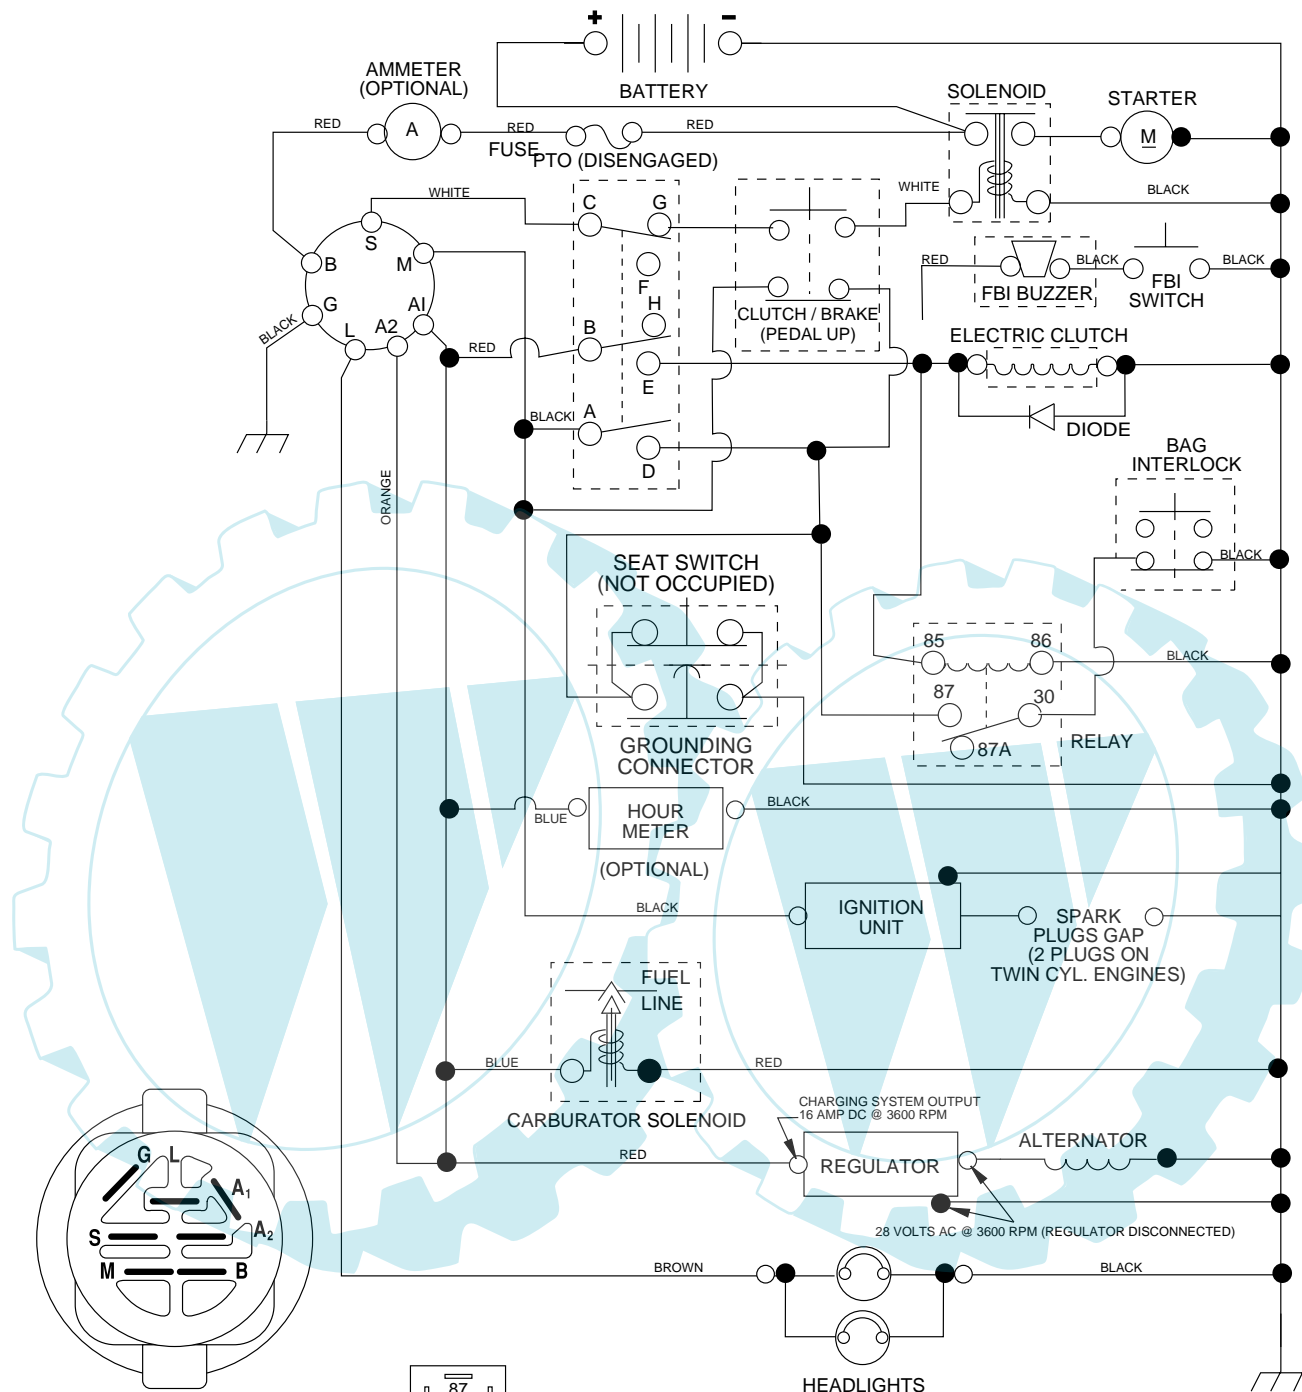 + -
BATTERY
AMMETER
(OPTIONAL)
A
RED
RED
FUSE
RED
PTO (DISENGAGED)
SOLENOID
STARTER
M
WHITE
WHITE
BLACK
S
B
M
G
L
A2
A1
BLACK
C
G
F
H
B
E
A
D
RED
BLACK
CLUTCH / BRAKE
(PEDAL UP)
RED
FBI BUZZER
BLACK
FBI
SWITCH
BLACK
ELECTRIC CLUTCH
DIODE
BAG
INTERLOCK
BLACK
ORANGE
SEAT SWITCH
(NOT OCCUPIED)
85
86
BLACK
87
30
87A
RELAY
GROUNDING
CONNECTOR
BLUE
HOUR
METER
BLACK
(OPTIONAL)
BLACK
IGNITION
UNIT
SPARK
PLUGS GAP
(2 PLUGS ON
TWIN CYL. ENGINES)
FUEL
LINE
BLUE
RED
CARBURATOR SOLENOID
CHARGING SYSTEM OUTPUT
16 AMP DC @ 3600 RPM
RED
REGULATOR
ALTERNATOR
28 VOLTS AC @ 3600 RPM (REGULATOR DISCONNECTED)
G
L
A1
A2
S
M
B
BROWN
BLACK
HEADLIGHTS
87